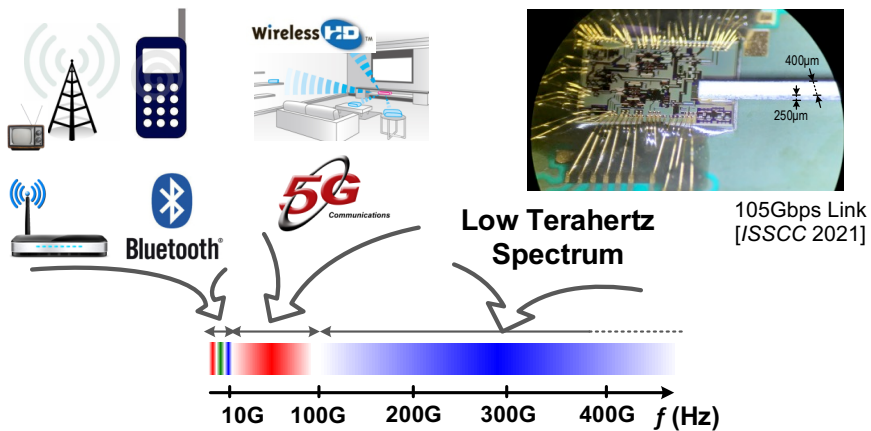 Wireless HD TM
400μm
250μm
105Gbps Link
[ISSCC 2021]
Bluetooth®
5G
Communications
Low Terahertz
Spectrum
10G 100G 200G 300G 400G f (Hz)